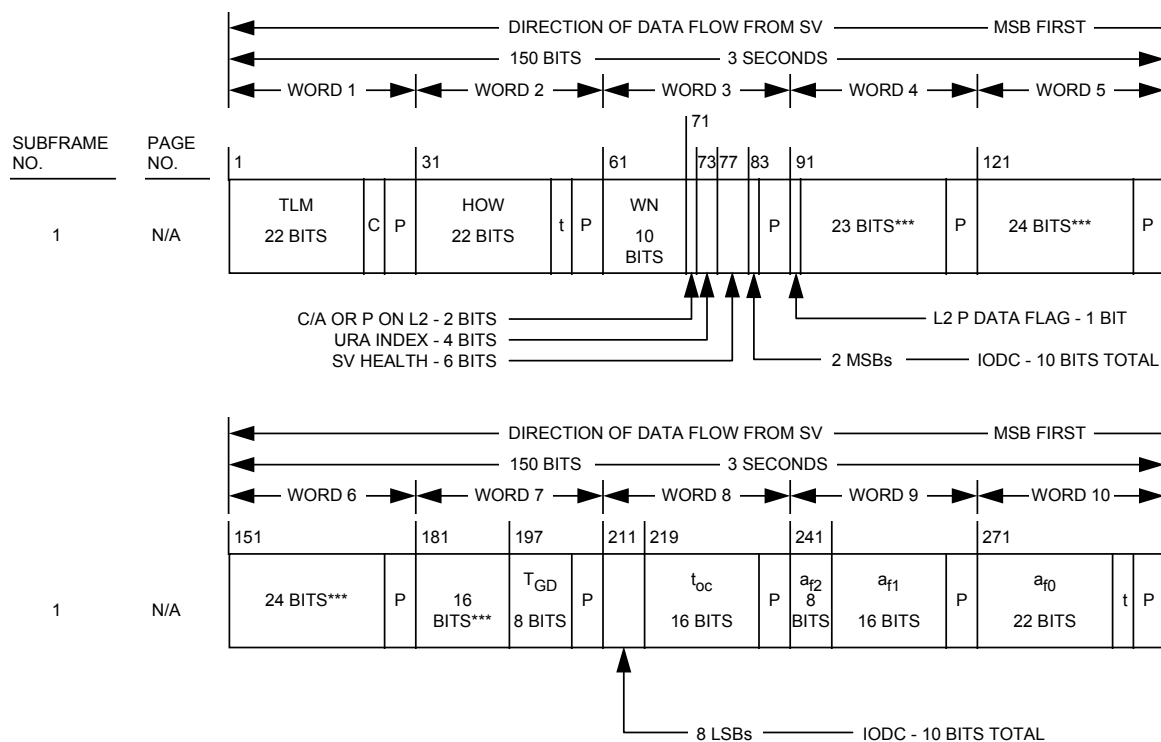 DIRECTION OF DATA FLOW FROM SV MSB FIRST
150 BITS 3 SECONDS
WORD 1 WORD 2 WORD 3 WORD 4 WORD 5
SUBFRAME NO. PAGE NO.
1 31 61 71 73 77 83 91 121
1 N/A
TLM 22 BITS C P HOW 22 BITS t P WN 10 BITS P 23 BITS*** P 24 BITS*** P
C/A OR P ON L2 - 2 BITS
URA INDEX - 4 BITS
SV HEALTH - 6 BITS
L2 P DATA FLAG - 1 BIT
2 MSBs IODC - 10 BITS TOTAL
DIRECTION OF DATA FLOW FROM SV MSB FIRST
150 BITS 3 SECONDS
WORD 6 WORD 7 WORD 8 WORD 9 WORD 10
151 181 197 211 219 241 271
1 N/A
24 BITS*** P 16 BITS*** TGD 8 BITS P toc 16 BITS P af2 8 BITS af1 16 BITS P af0 22 BITS t P
8 LSBs IODC - 10 BITS TOTAL